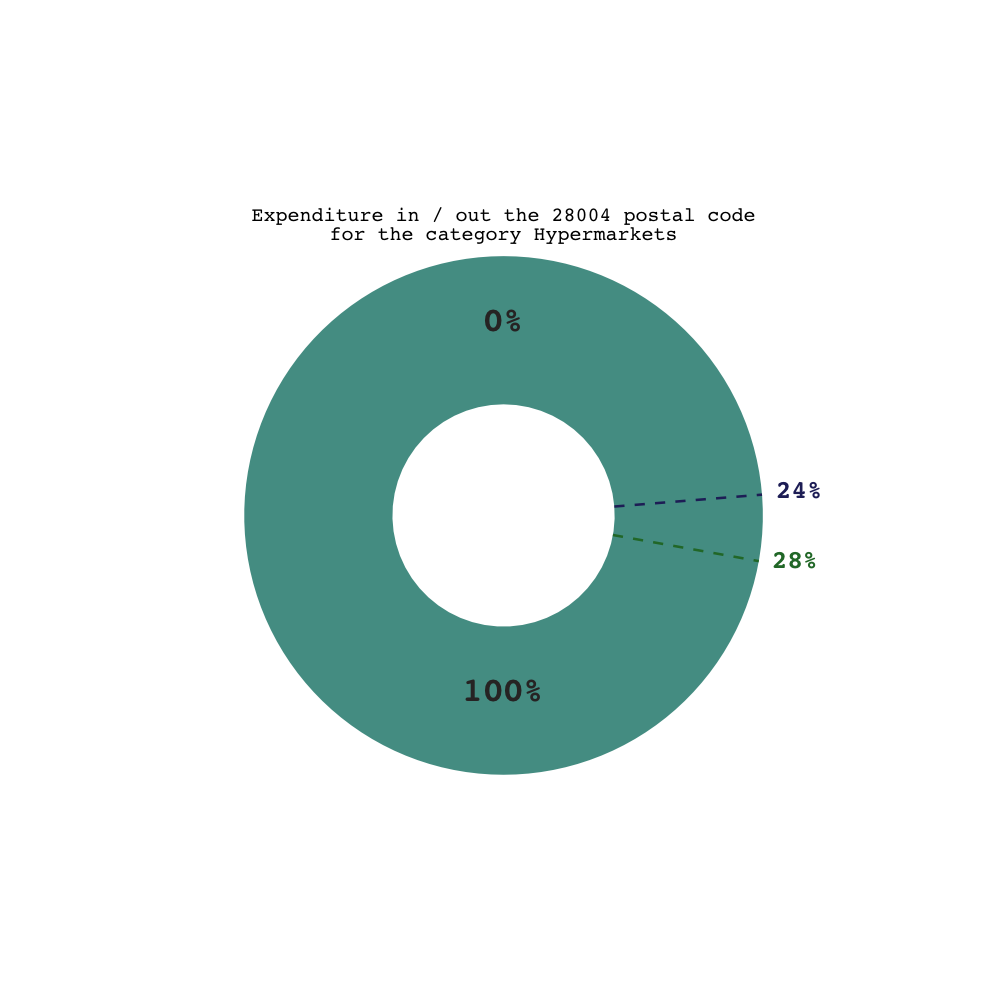 Expenditure in / out the 28004 postal code
for the category Hypermarkets
0%
24%
28%
100%